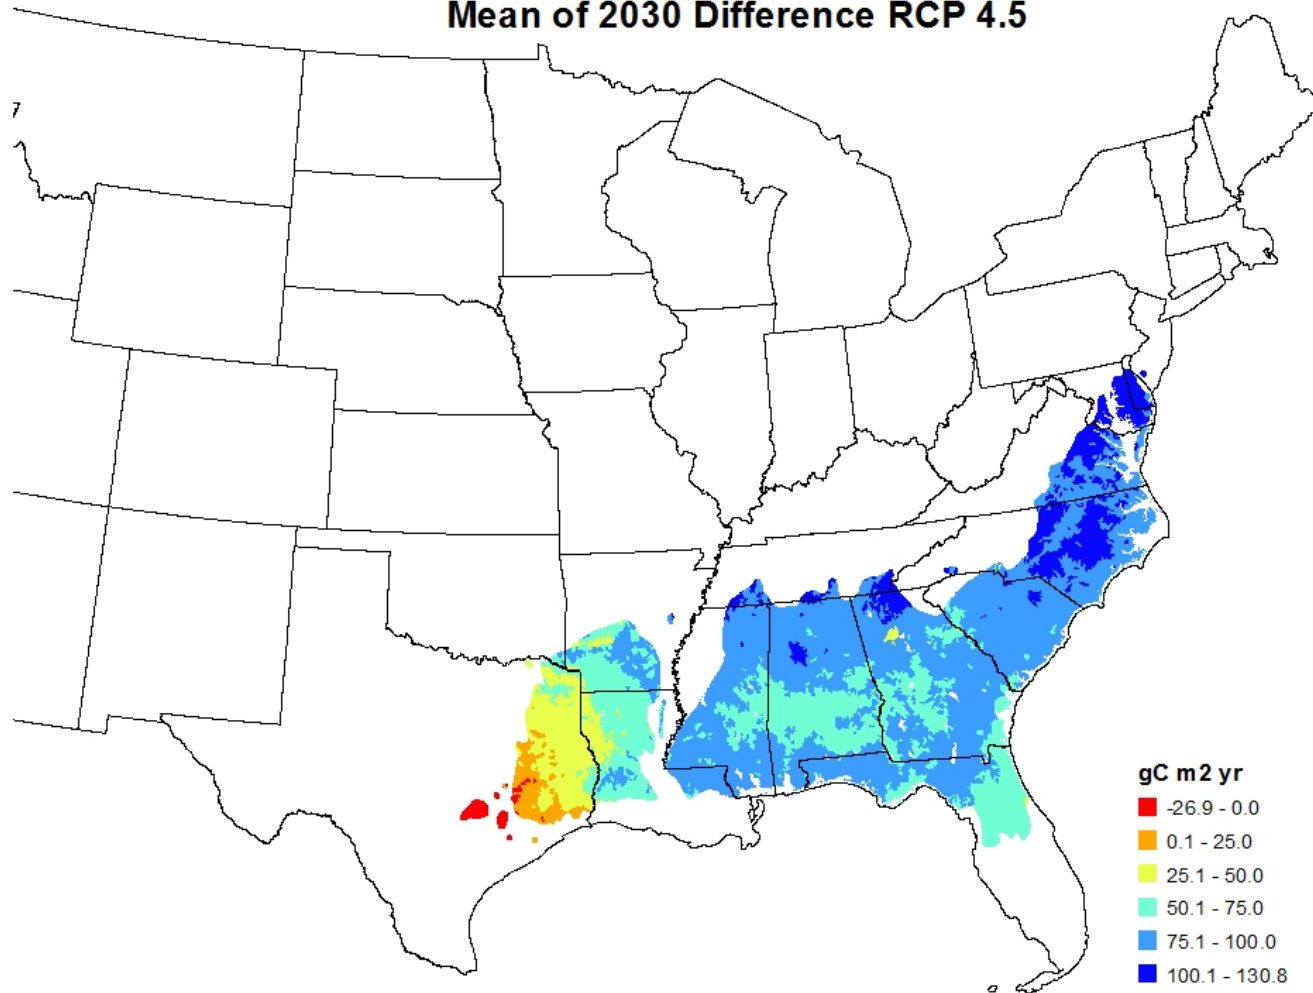 Mean of 2030 Difference RCP 4.5
gC m2 yr
-26.9 - 0.0
0.1 - 25.0
25.1 - 50.0
50.1 - 75.0
75.1 - 100.0
100.1 - 130.8